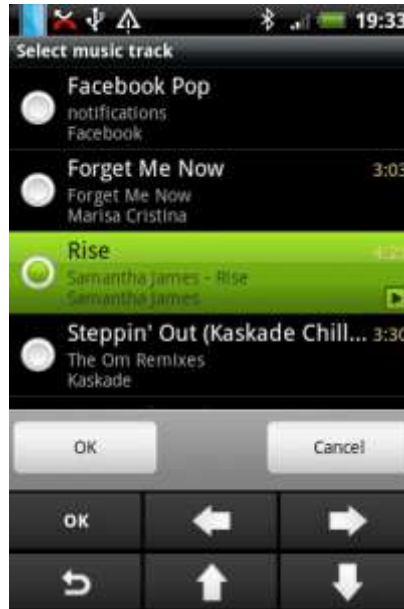 19:33
Select music track
Facebook Pop
notifications
Facebook
Forget Me Now 3:03
Forget Me Now
Marisa Cristina
Rise
Samantha James - Rise
Samantha James
Steppin' Out (Kaskade Chill... 3:30
The Om Remixes
Kaskade
OK Cancel
OK